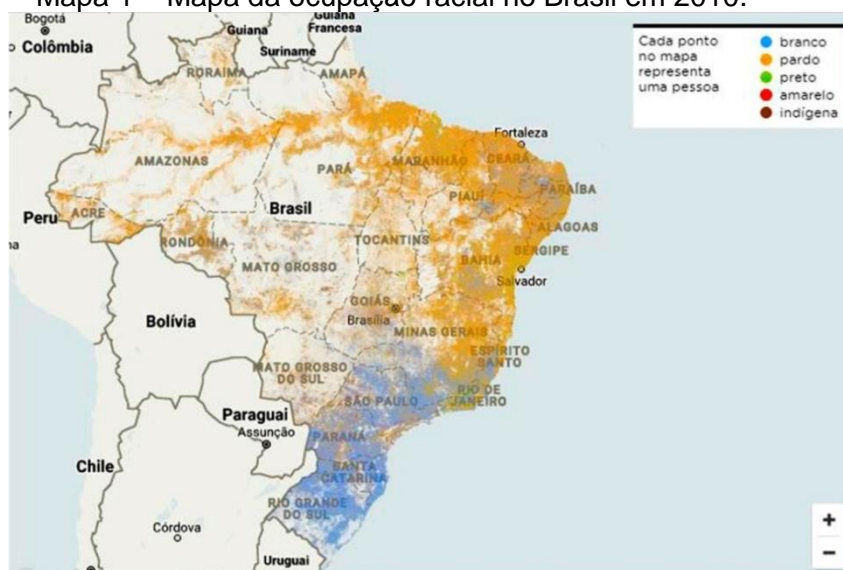 Mapa 1 – Mapa da ocupação racial no Brasil em 2010.
Bogotá
Colômbia
Guiana
Guiana
Francesa
Suriname
RORAIMA
AMAPÁ
Cada ponto
no mapa
representa
uma pessoa
branco
pardo
preto
amarelo
indígena
Fortaleza
AMAZONAS
PARÁ
MARANHÃO
CEARÁ
PIAUÍ
PARAÍBA
Peru
ACRE
Brasil
ALAGOAS
RONDÔNIA
TOCANTINS
SERGIPE
MATO GROSSO
BAHIA
Salvador
GOIÁS
Brasília
Bolívia
MINAS GERAIS
ESPÍRITO
SANTO
MATO GROSSO
DO SUL
RIO DE
JANEIRO
SÃO PAULO
Paraguai
Assunção
PARANÁ
Chile
SANTA
CATARINA
RIO GRANDE
DO SUL
Córdova
Uruguai
+
−